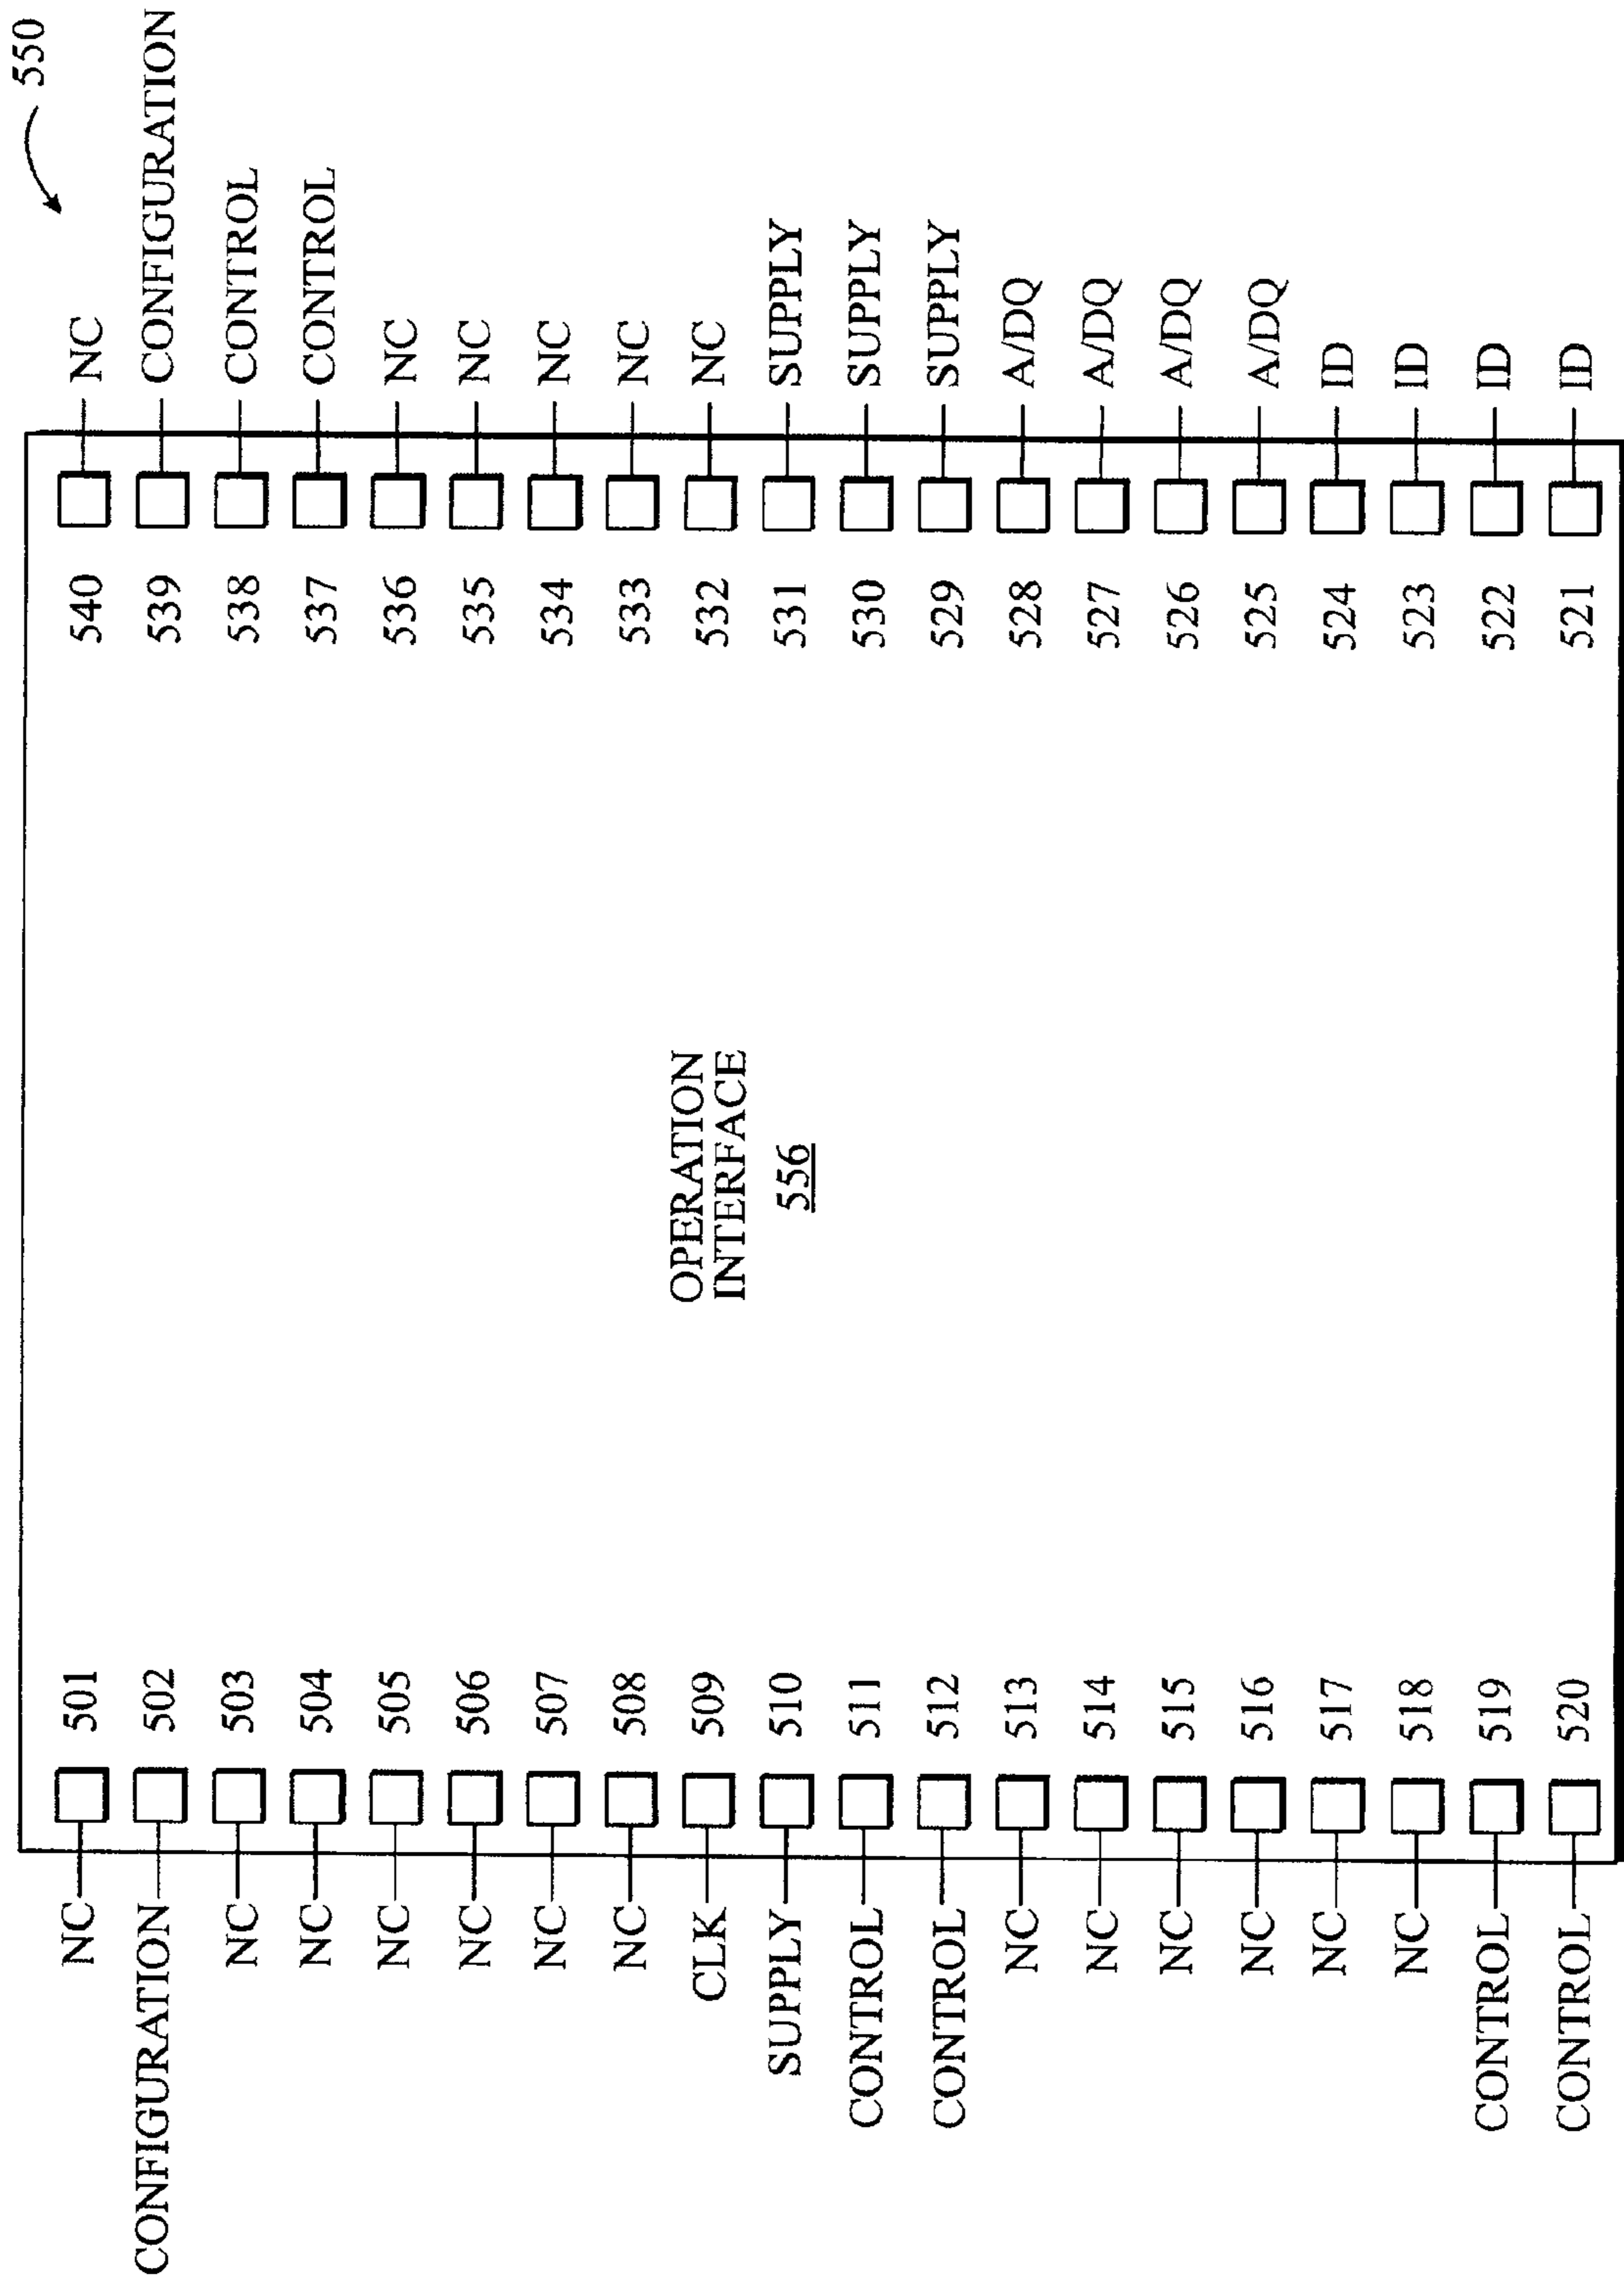 550
NC 501
CONFIGURATION 502
NC 503
NC 504
NC 505
NC 506
NC 507
NC 508
CLK 509
SUPPLY 510
CONTROL 511
CONTROL 512
NC 513
NC 514
NC 515
NC 516
NC 517
NC 518
CONTROL 519
CONTROL 520
OPERATION
INTERFACE
556
540 NC
539 CONFIGURATION
538 CONTROL
537 CONTROL
536 NC
535 NC
534 NC
533 NC
532 NC
531 SUPPLY
530 SUPPLY
529 SUPPLY
528 A/DQ
527 A/DQ
526 A/DQ
525 A/DQ
524 ID
523 ID
522 ID
521 ID